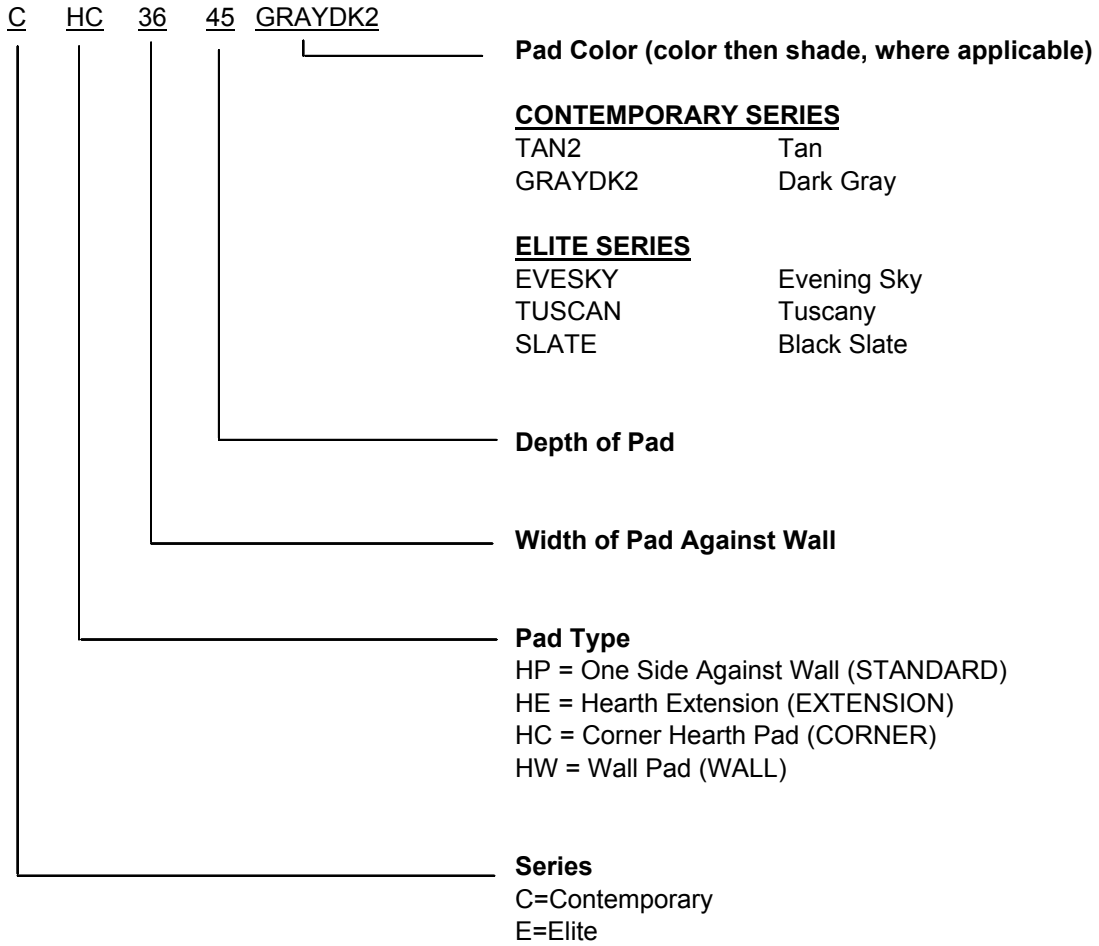 C HC 36 45 GRAYDK2
Pad Color (color then shade, where applicable)
CONTEMPORARY SERIES
TAN2 Tan
GRAYDK2 Dark Gray
ELITE SERIES
EVESKY Evening Sky
TUSCAN Tuscany
SLATE Black Slate
Depth of Pad
Width of Pad Against Wall
Pad Type
HP = One Side Against Wall (STANDARD)
HE = Hearth Extension (EXTENSION)
HC = Corner Hearth Pad (CORNER)
HW = Wall Pad (WALL)
Series
C=Contemporary
E=Elite